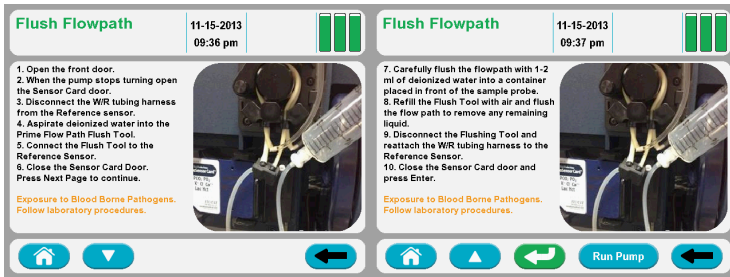 Flush Flowpath
11-15-2013
09:36 pm
1. Open the front door.
2. When the pump stops turning open
the Sensor Card door.
3. Disconnect the W/R tubing harness
from the Reference sensor.
4. Aspirate deionized water into the
Prime Flow Path Flush Tool.
5. Connect the Flush Tool to the
Reference Sensor.
6. Close the Sensor Card Door.
Press Next Page to continue.
Exposure to Blood Borne Pathogens.
Follow laboratory procedures.
Flush Flowpath
11-15-2013
09:37 pm
7. Carefully flush the flowpath with 1-2
ml of deionized water into a container
placed in front of the sample probe.
8. Refill the Flush Tool with air and flush
the flow path to remove any remaining
liquid.
9. Disconnect the Flushing Tool and
reattach the W/R tubing harness to the
Reference Sensor.
10. Close the Sensor Card door and
press Enter.
Exposure to Blood Borne Pathogens.
Follow laboratory procedures.
Run Pump